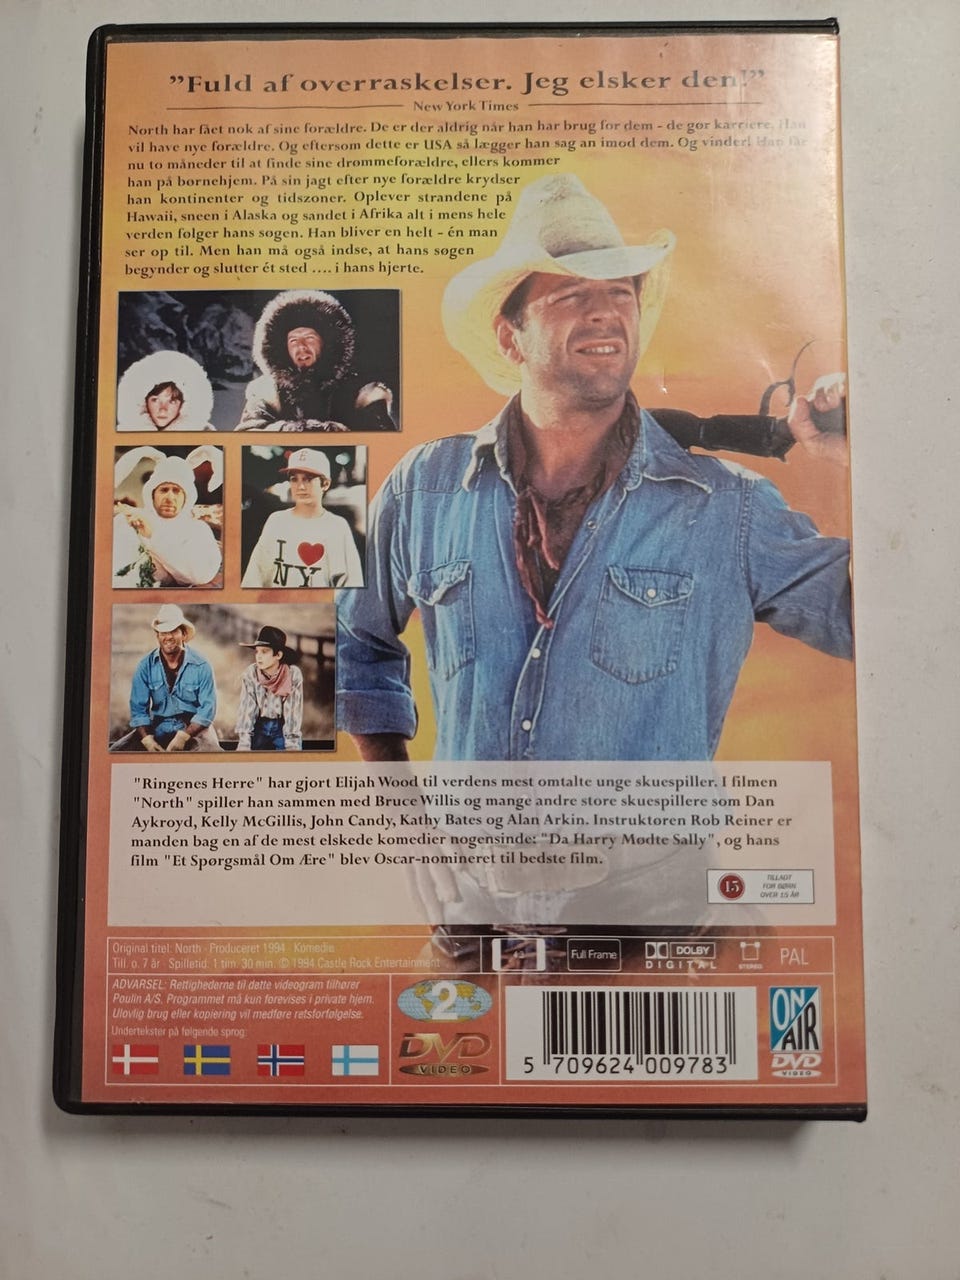 "Fuld af overraskelser. Jeg elsker den!"
New York Times
North har fået nok af sine forældre. De er der aldrig når han har brug for dem - de gør karriere. Han
vil have nye forældre. Og eftersom dette er USA så lægger han sag an imod dem. Og vinder! Han får
nu to måneder til at finde sine drømmeforældre, ellers kommer
han på børnehjem. På sin jagt efter nye forældre krydser
han kontinenter og tidszoner. Oplever strandene på
Hawaii, sneen i Alaska og sandet i Afrika alt i mens hele
verden følger hans søgen. Han bliver en helt - én man
ser op til. Men han må også indse, at hans søgen
begynder og slutter ét sted .... i hans hjerte.
E
I ♥
NY
"Ringenes Herre" har gjort Elijah Wood til verdens mest omtalte unge skuespiller. I filmen
"North" spiller han sammen med Bruce Willis og mange andre store skuespillere som Dan
Aykroyd, Kelly McGillis, John Candy, Kathy Bates og Alan Arkin. Instruktøren Rob Reiner er
manden bag en af de mest elskede komedier nogensinde: "Da Harry Mødte Sally", og hans
film "Et Spørgsmål Om Ære" blev Oscar-nomineret til bedste film.
15
TILLADT
FOR BØRN
OVER 15 ÅR
Original titel: North · Produceret 1994 · Komedie
Till. o. 7 år · Spilletid: 1 tim. 30 min. © 1994 Castle Rock Entertainment
4:3
Full Frame
DOLBY
DIGITAL
STEREO
PAL
ADVARSEL: Rettighederne til dette videogram tilhører
Poulin A/S. Programmet må kun forevises i private hjem.
Ulovlig brug eller kopiering vil medføre retsforfølgelse.
Undertekster på følgende sprog:
2
DVD
VIDEO
5 709624 009783
ON
AIR
DVD
VIDEO